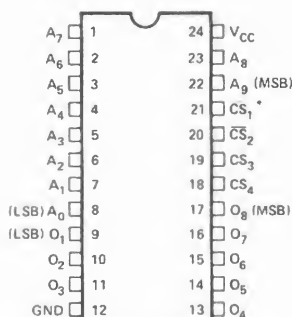 A7 1 24 VCC
A6 2 23 A8
A5 3 22 A9 (MSB)
A4 4 21 CS1 *
A3 5 20 C̅S̅2
A2 6 19 CS3
A1 7 18 CS4
(LSB) A0 8 17 O8 (MSB)
(LSB) O1 9 16 O7
O2 10 15 O6
O3 11 14 O5
GND 12 13 O4